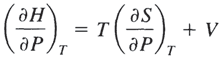 (∂H/∂P)_T = T(∂S/∂P)_T + V